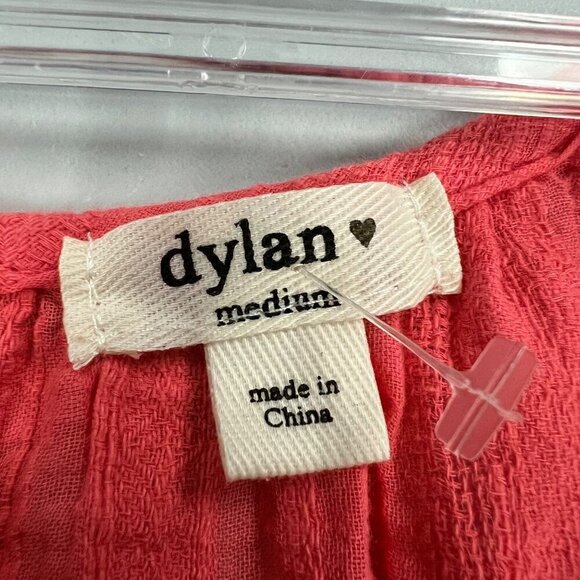 dylan ♥
medium
made in
China